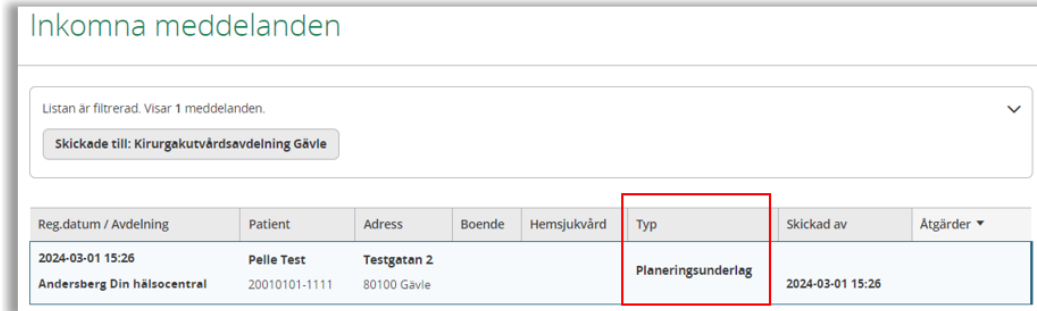 Inkomna meddelanden
Listan är filtrerad. Visar 1 meddelanden.
Skickade till: Kirurgakutvårdsavdelning Gävle
Reg.datum / Avdelning Patient Adress Boende Hemsjukvård Typ Skickad av Åtgärder
2024-03-01 15:26 Pelle Test Testgatan 2
Planeringsunderlag
Andersberg Din hälsocentral 20010101-1111 80100 Gävle 2024-03-01 15:26